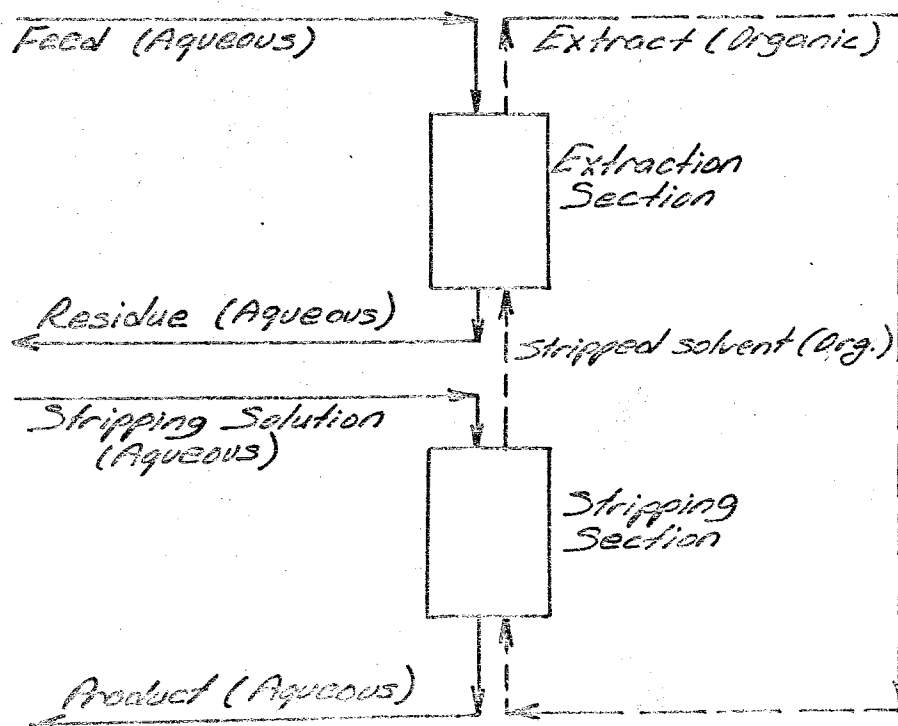 Feed (Aqueous)
Extract (Organic)
Extraction
Section
Residue (Aqueous)
Stripped solvent (Org.)
Stripping Solution
(Aqueous)
Stripping
Section
Product (Aqueous)